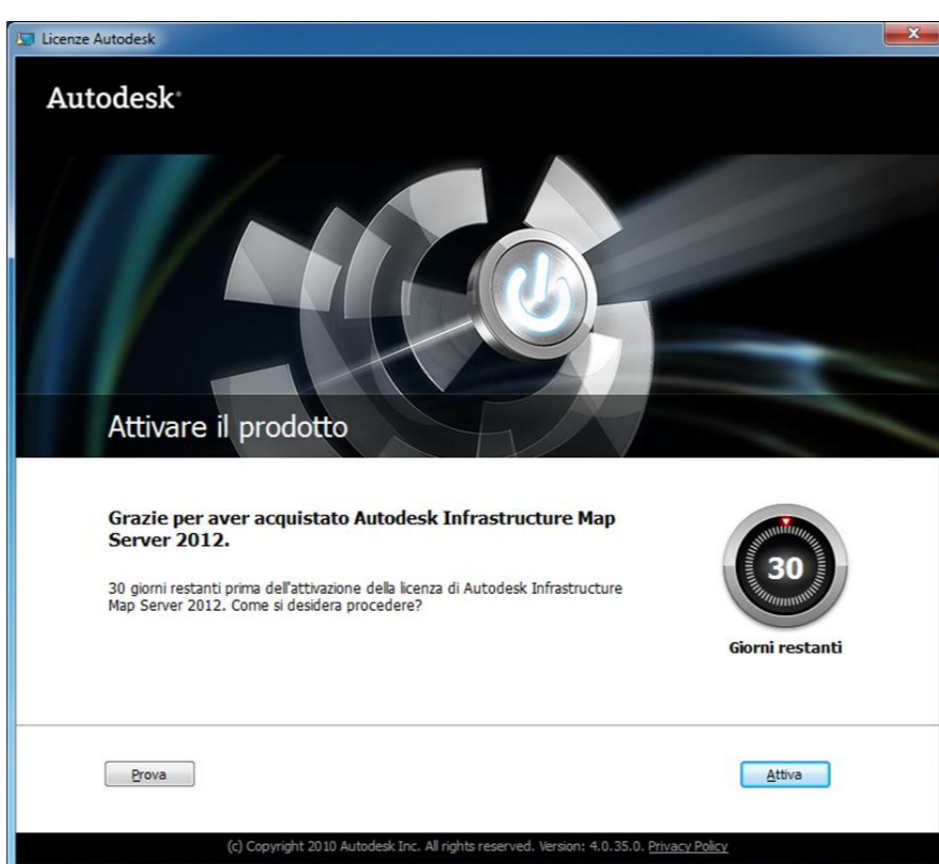 Licenze Autodesk
Autodesk®
Attivare il prodotto
Grazie per aver acquistato Autodesk Infrastructure Map
Server 2012.
30 giorni restanti prima dell'attivazione della licenza di Autodesk Infrastructure
Map Server 2012. Come si desidera procedere?
30
Giorni restanti
Prova
Attiva
(c) Copyright 2010 Autodesk Inc. All rights reserved. Version: 4.0.35.0. Privacy Policy